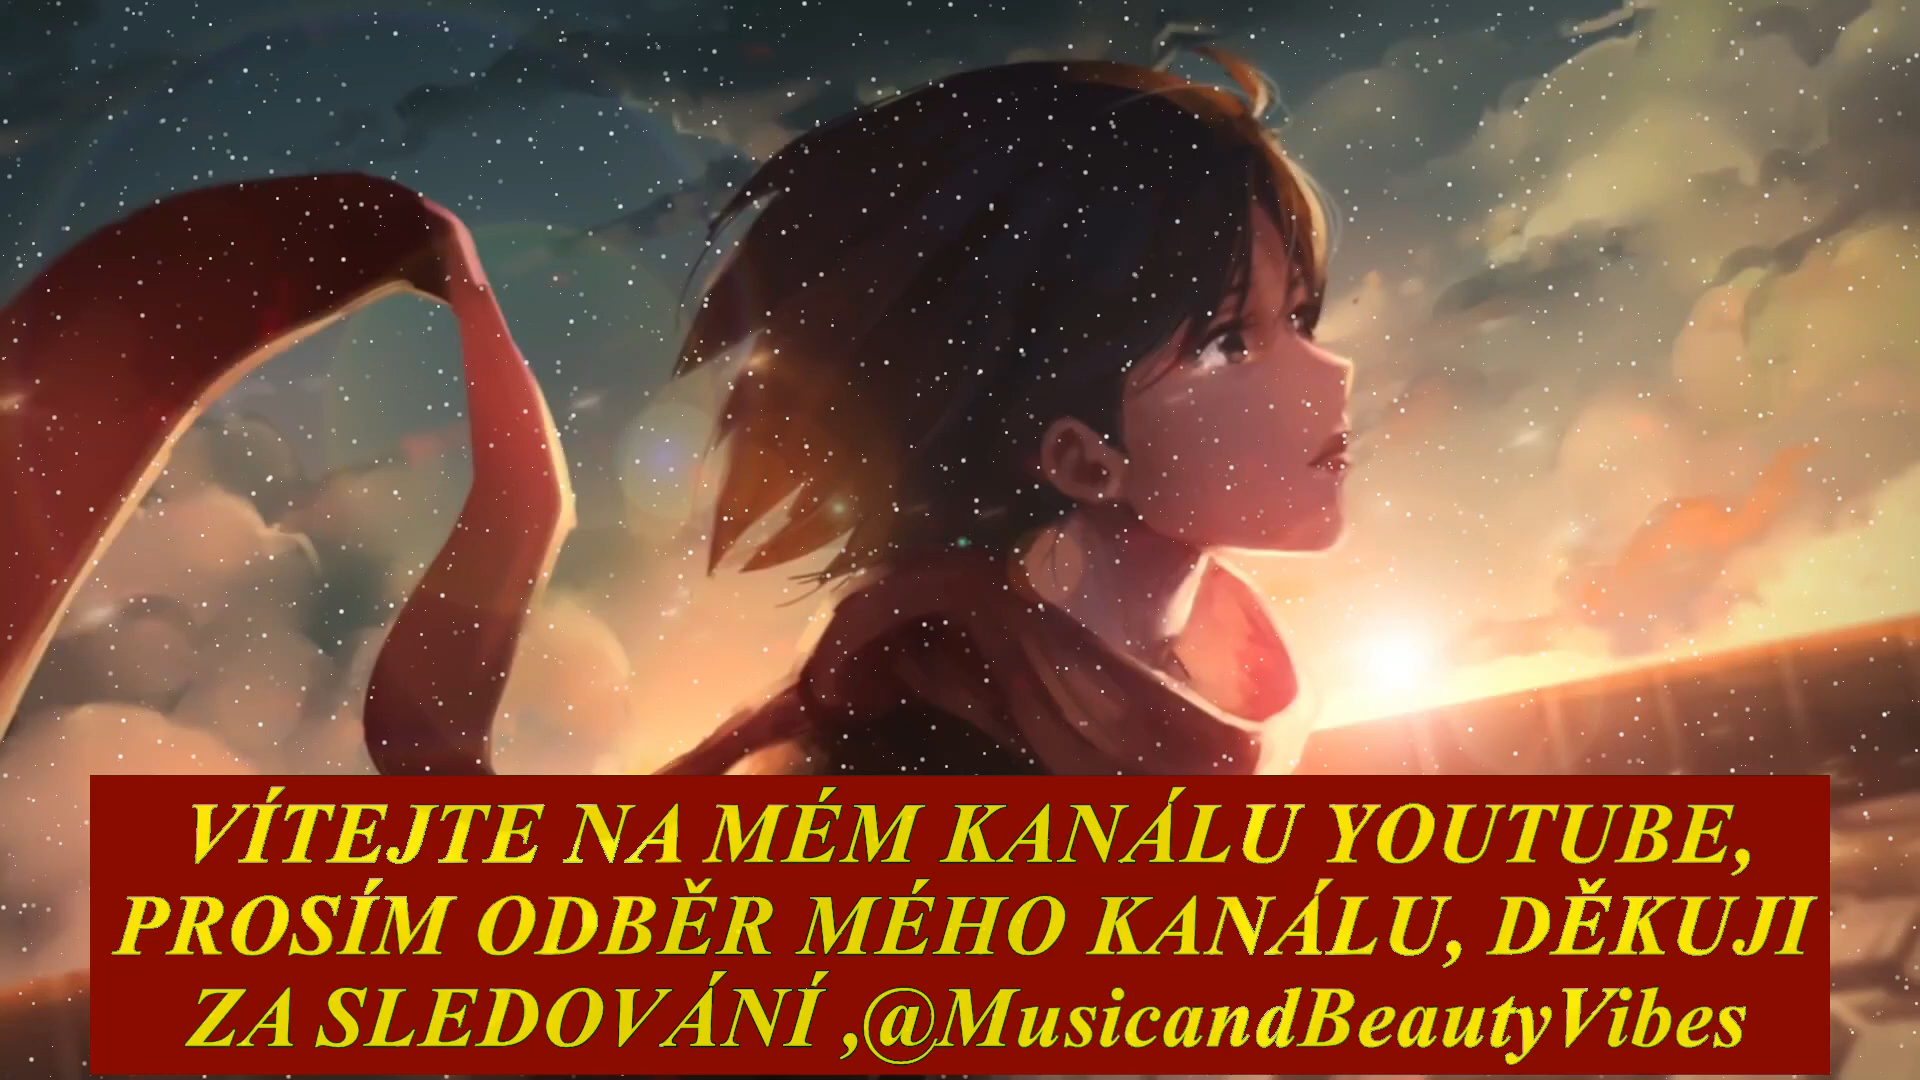 VÍTEJTE NA MÉM KANÁLU YOUTUBE,
PROSÍM ODBĚR MÉHO KANÁLU, DĚKUJI
ZA SLEDOVÁNÍ ,@MusicandBeautyVibes